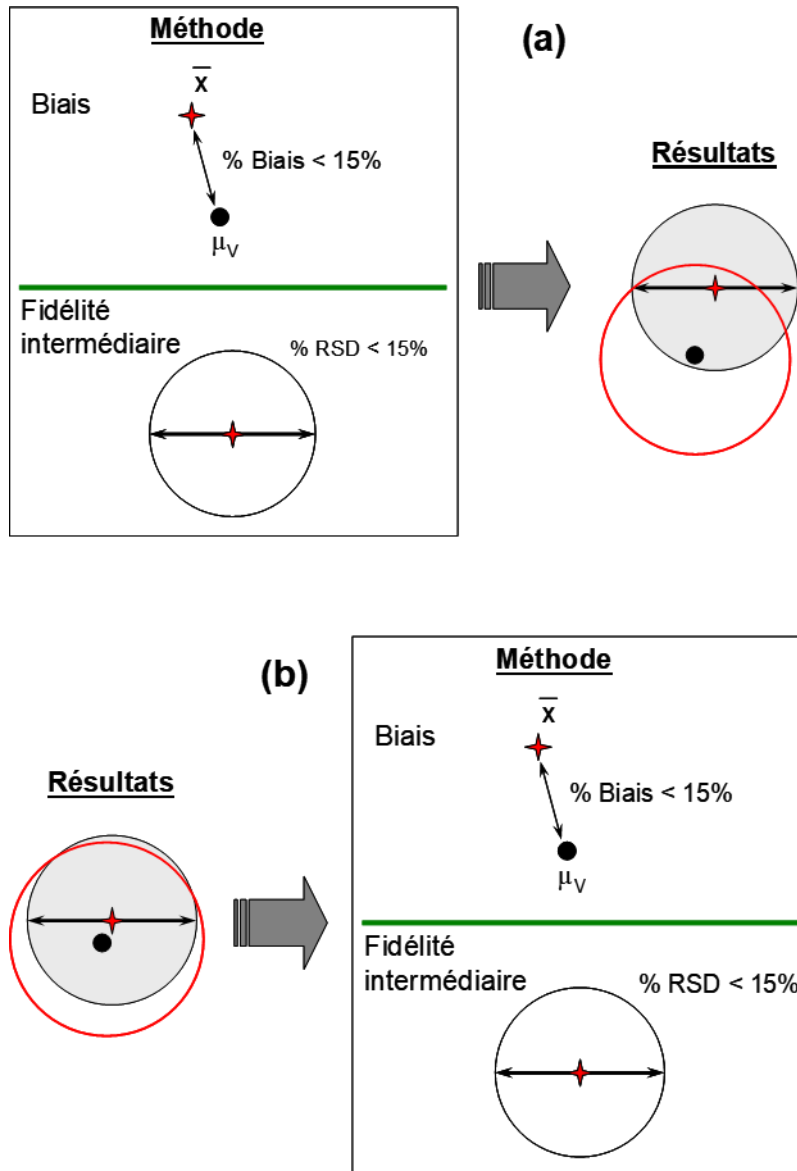 Méthode
(a)
x̄
Biais
% Biais < 15%
μV
Résultats
Fidélité
intermédiaire
% RSD < 15%
(b)
Méthode
x̄
Biais
Résultats
% Biais < 15%
μV
Fidélité
intermédiaire
% RSD < 15%